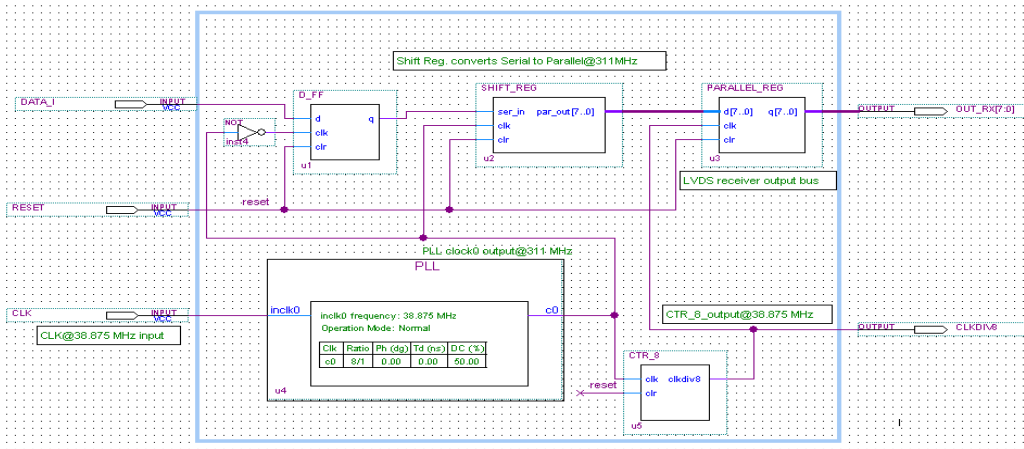 Shift Reg. converts Serial to Parallel@311MHz
DATA_I
INPUT
VCC
D_FF
d
q
clk
clr
u1
NOT
inst4
SHIFT_REG
ser_in
par_out[7..0]
clk
clr
u2
PARALLEL_REG
d[7..0]
q[7..0]
clk
clr
u3
OUTPUT
OUT_RX[7:0]
LVDS receiver output bus
RESET
INPUT
VCC
reset
PLL clock0 output@311 MHz
PLL
inclk0
c0
inclk0 frequency: 38.875 MHz
Operation Mode: Normal
Clk Ratio Ph (dg) Td (ns) DC (%)
c0 8/1 0.00 0.00 50.00
u4
CLK
INPUT
VCC
CLK@38.875 MHz input
CTR_8_output@38.875 MHz
OUTPUT
CLKDIV8
CTR_8
clk
clkdiv8
clr
u5
reset